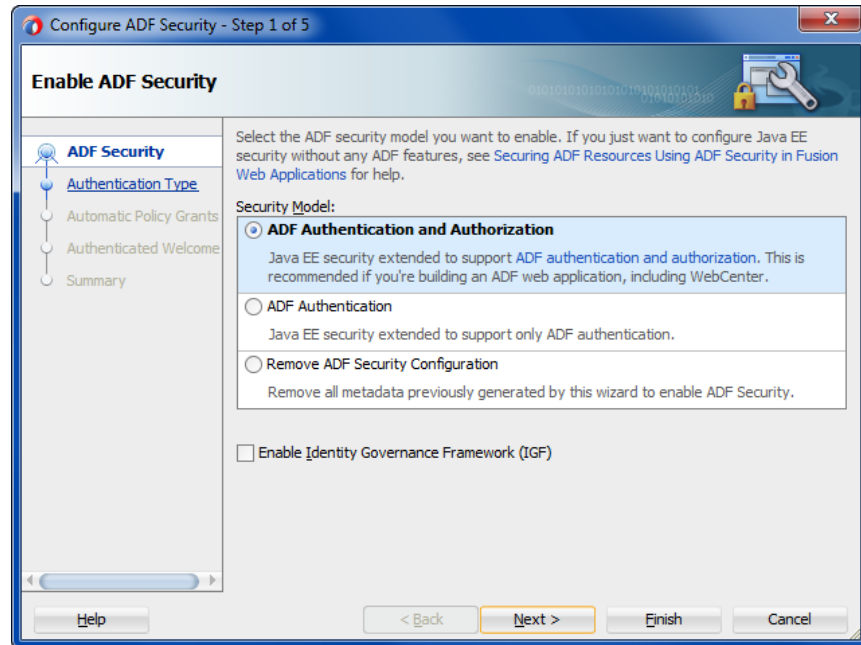 Configure ADF Security - Step 1 of 5
Enable ADF Security
ADF Security
Authentication Type
Automatic Policy Grants
Authenticated Welcome
Summary
Select the ADF security model you want to enable. If you just want to configure Java EE
security without any ADF features, see Securing ADF Resources Using ADF Security in Fusion
Web Applications for help.
Security Model:
ADF Authentication and Authorization
Java EE security extended to support ADF authentication and authorization. This is
recommended if you're building an ADF web application, including WebCenter.
ADF Authentication
Java EE security extended to support only ADF authentication.
Remove ADF Security Configuration
Remove all metadata previously generated by this wizard to enable ADF Security.
Enable Identity Governance Framework (IGF)
Help
< Back
Next >
Finish
Cancel